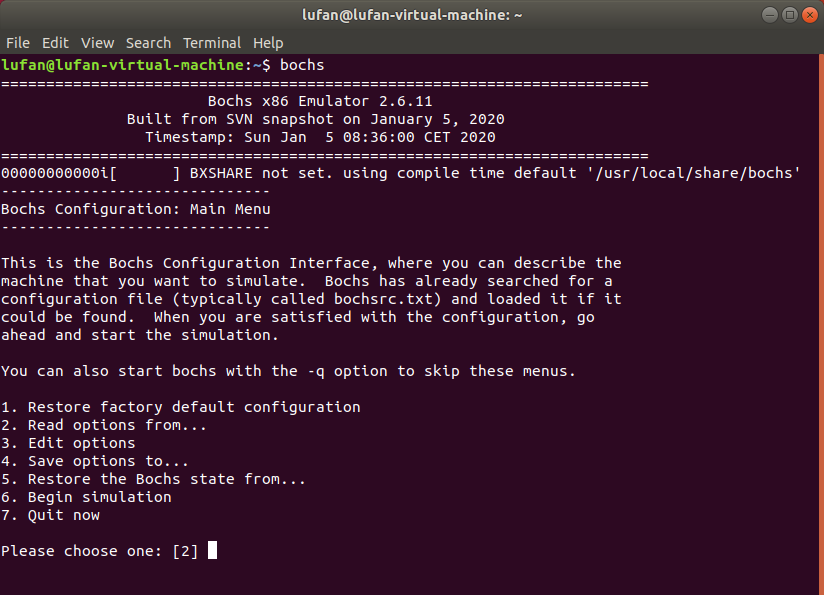 lufan@lufan-virtual-machine: ~
File Edit View Search Terminal Help
lufan@lufan-virtual-machine:~$ bochs
========================================================================
                       Bochs x86 Emulator 2.6.11
              Built from SVN snapshot on January 5, 2020
                Timestamp: Sun Jan  5 08:36:00 CET 2020
========================================================================
00000000000i[      ] BXSHARE not set. using compile time default '/usr/local/share/bochs'
------------------------------
Bochs Configuration: Main Menu
------------------------------
This is the Bochs Configuration Interface, where you can describe the
machine that you want to simulate.  Bochs has already searched for a
configuration file (typically called bochsrc.txt) and loaded it if it
could be found.  When you are satisfied with the configuration, go
ahead and start the simulation.
You can also start bochs with the -q option to skip these menus.
1. Restore factory default configuration
2. Read options from...
3. Edit options
4. Save options to...
5. Restore the Bochs state from...
6. Begin simulation
7. Quit now
Please choose one: [2]